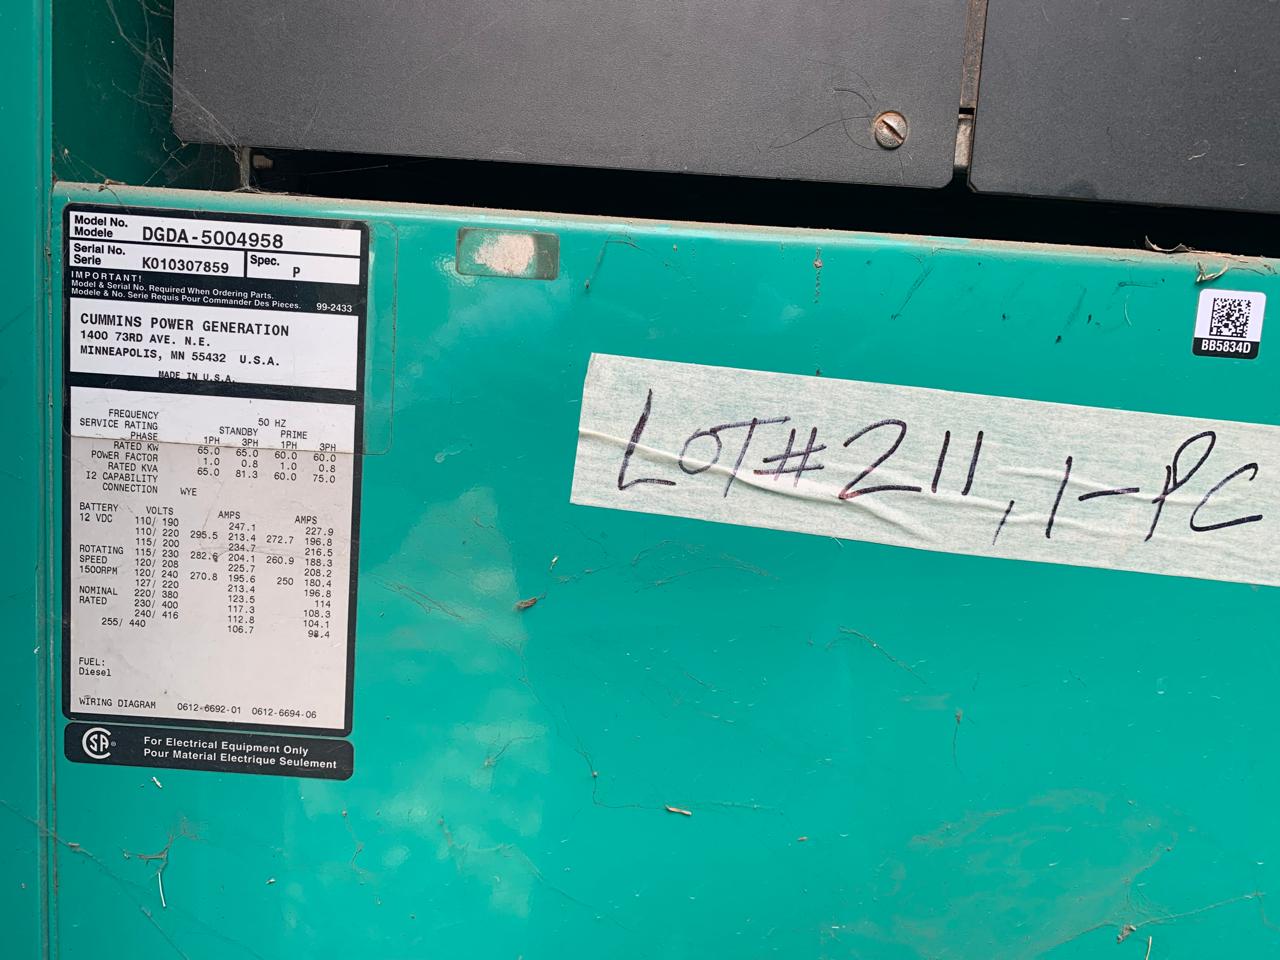 Model No.
Modele DGDA-5004958
Serial No.
Serie K010307859 Spec. P
IMPORTANT!
Model & Serial No. Required When Ordering Parts.
Modele & No. Serie Requis Pour Commander Des Pieces. 99-2433
CUMMINS POWER GENERATION
1400 73RD AVE. N.E.
MINNEAPOLIS, MN 55432 U.S.A.
MADE IN U.S.A.
FREQUENCY 50 HZ
SERVICE RATING STANDBY PRIME
PHASE 1PH 3PH 1PH 3PH
RATED KW 65.0 65.0 60.0 60.0
POWER FACTOR 1.0 0.8 1.0 0.8
RATED KVA 65.0 81.3 60.0 75.0
I2 CAPABILITY
CONNECTION WYE
BATTERY VOLTS AMPS AMPS
12 VDC 110/ 190 247.1 227.9
110/ 220 295.5 213.4 272.7 196.8
115/ 200 234.7 216.5
ROTATING 115/ 230 282.6 204.1 260.9 188.3
SPEED 120/ 208 225.7 208.2
1500RPM 120/ 240 270.8 195.6 250 180.4
127/ 220 213.4 196.8
NOMINAL 220/ 380 123.5 114
RATED 230/ 400 117.3 108.3
240/ 416 112.8 104.1
255/ 440 106.7 98.4
FUEL:
Diesel
WIRING DIAGRAM 0612-6692-01 0612-6694-06
CSA®
For Electrical Equipment Only
Pour Material Electrique Seulement
BB5834D
LOT# 211, 1-PC